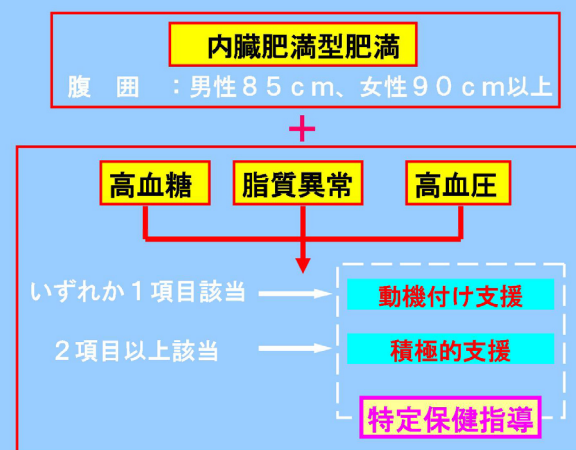 内臓肥満型肥満
腹　囲　：男性８５ｃｍ、女性９０ｃｍ以上
＋
高血糖　脂質異常　高血圧
いずれか１項目該当　動機付け支援
２項目以上該当　積極的支援
特定保健指導